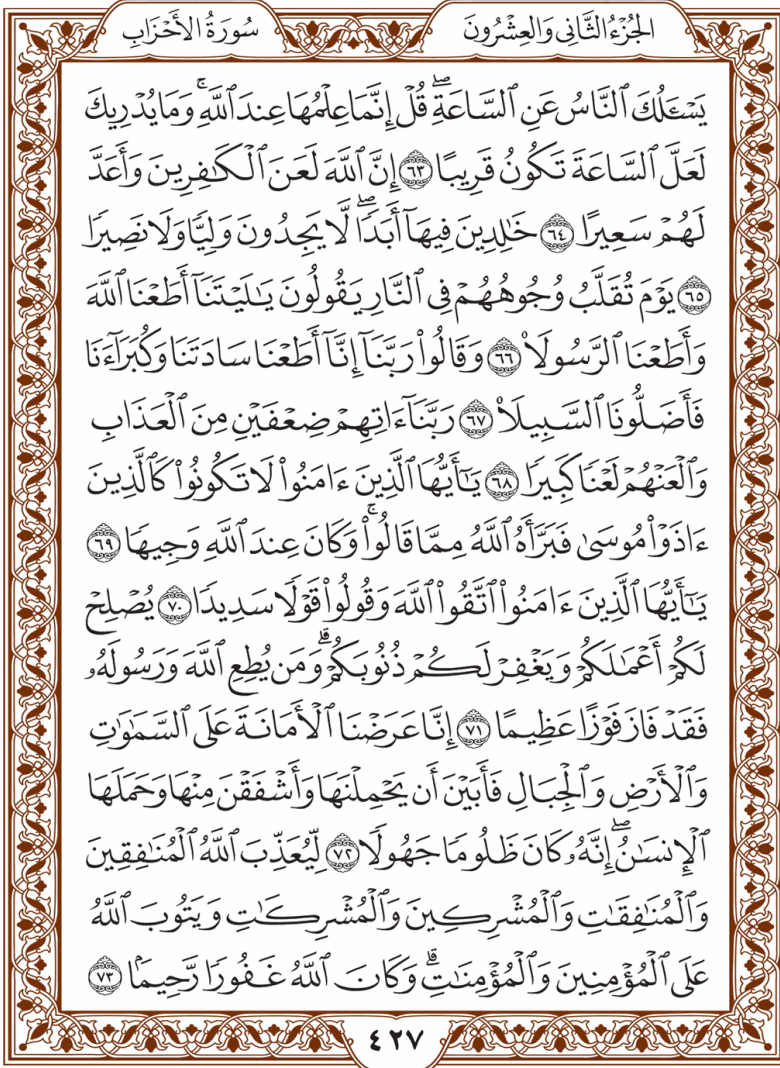 الجُزْءُ الثَّانِي وَالعِشْرُونَ
سُورَةُ الأَحْزَابِ
يَسْـَٔلُكَ ٱلنَّاسُ عَنِ ٱلسَّاعَةِۖ قُلْ إِنَّمَا عِلْمُهَا عِندَ ٱللَّهِۚ وَمَا يُدْرِيكَ
لَعَلَّ ٱلسَّاعَةَ تَكُونُ قَرِيبًا ٦٣ إِنَّ ٱللَّهَ لَعَنَ ٱلْكَٰفِرِينَ وَأَعَدَّ
لَهُمْ سَعِيرًا ٦٤ خَٰلِدِينَ فِيهَآ أَبَدًاۖ لَّا يَجِدُونَ وَلِيًّا وَلَا نَصِيرًا
٦٥ يَوْمَ تُقَلَّبُ وُجُوهُهُمْ فِى ٱلنَّارِ يَقُولُونَ يَٰلَيْتَنَآ أَطَعْنَا ٱللَّهَ
وَأَطَعْنَا ٱلرَّسُولَا۠ ٦٦ وَقَالُوا۟ رَبَّنَآ إِنَّآ أَطَعْنَا سَادَتَنَا وَكُبَرَآءَنَا
فَأَضَلُّونَا ٱلسَّبِيلَا۠ ٦٧ رَبَّنَآ ءَاتِهِمْ ضِعْفَيْنِ مِنَ ٱلْعَذَابِ
وَٱلْعَنْهُمْ لَعْنًا كَبِيرًا ٦٨ يَٰٓأَيُّهَا ٱلَّذِينَ ءَامَنُوا۟ لَا تَكُونُوا۟ كَٱلَّذِينَ
ءَاذَوْا۟ مُوسَىٰ فَبَرَّأَهُ ٱللَّهُ مِمَّا قَالُوا۟ۚ وَكَانَ عِندَ ٱللَّهِ وَجِيهًا ٦٩
يَٰٓأَيُّهَا ٱلَّذِينَ ءَامَنُوا۟ ٱتَّقُوا۟ ٱللَّهَ وَقُولُوا۟ قَوْلًا سَدِيدًا ٧٠ يُصْلِحْ
لَكُمْ أَعْمَٰلَكُمْ وَيَغْفِرْ لَكُمْ ذُنُوبَكُمْۗ وَمَن يُطِعِ ٱللَّهَ وَرَسُولَهُۥ
فَقَدْ فَازَ فَوْزًا عَظِيمًا ٧١ إِنَّا عَرَضْنَا ٱلْأَمَانَةَ عَلَى ٱلسَّمَٰوَٰتِ
وَٱلْأَرْضِ وَٱلْجِبَالِ فَأَبَيْنَ أَن يَحْمِلْنَهَا وَأَشْفَقْنَ مِنْهَا وَحَمَلَهَا
ٱلْإِنسَٰنُۖ إِنَّهُۥ كَانَ ظَلُومًا جَهُولًا ٧٢ لِّيُعَذِّبَ ٱللَّهُ ٱلْمُنَٰفِقِينَ
وَٱلْمُنَٰفِقَٰتِ وَٱلْمُشْرِكِينَ وَٱلْمُشْرِكَٰتِ وَيَتُوبَ ٱللَّهُ
عَلَى ٱلْمُؤْمِنِينَ وَٱلْمُؤْمِنَٰتِۗ وَكَانَ ٱللَّهُ غَفُورًا رَّحِيمًۢا ٧٣
٤٢٧